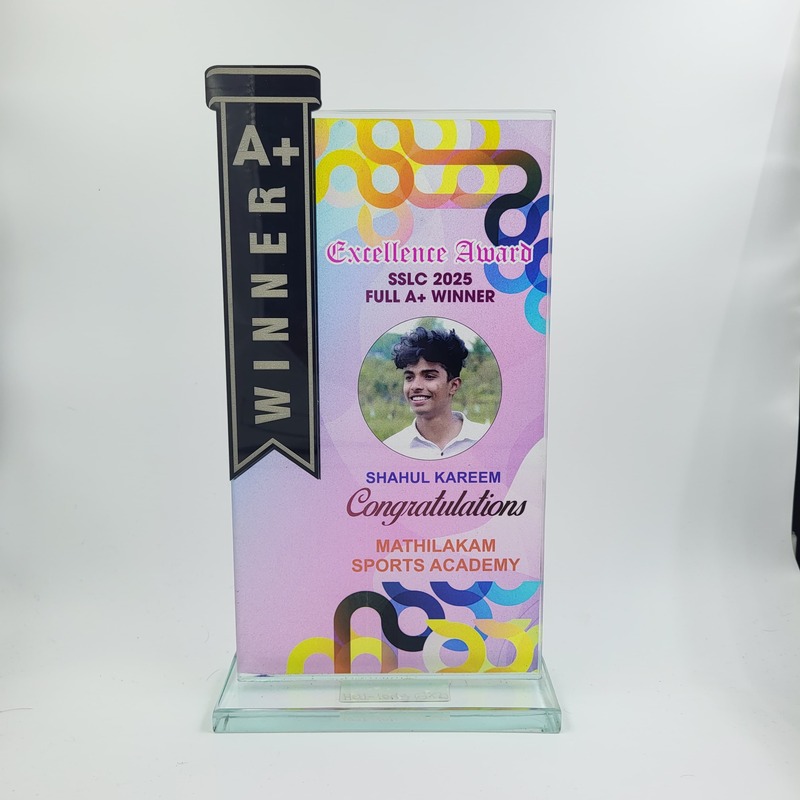 A+
WINNER
Excellence Award
SSLC 2025
FULL A+ WINNER
SHAHUL KAREEM
Congratulations
MATHILAKAM
SPORTS ACADEMY